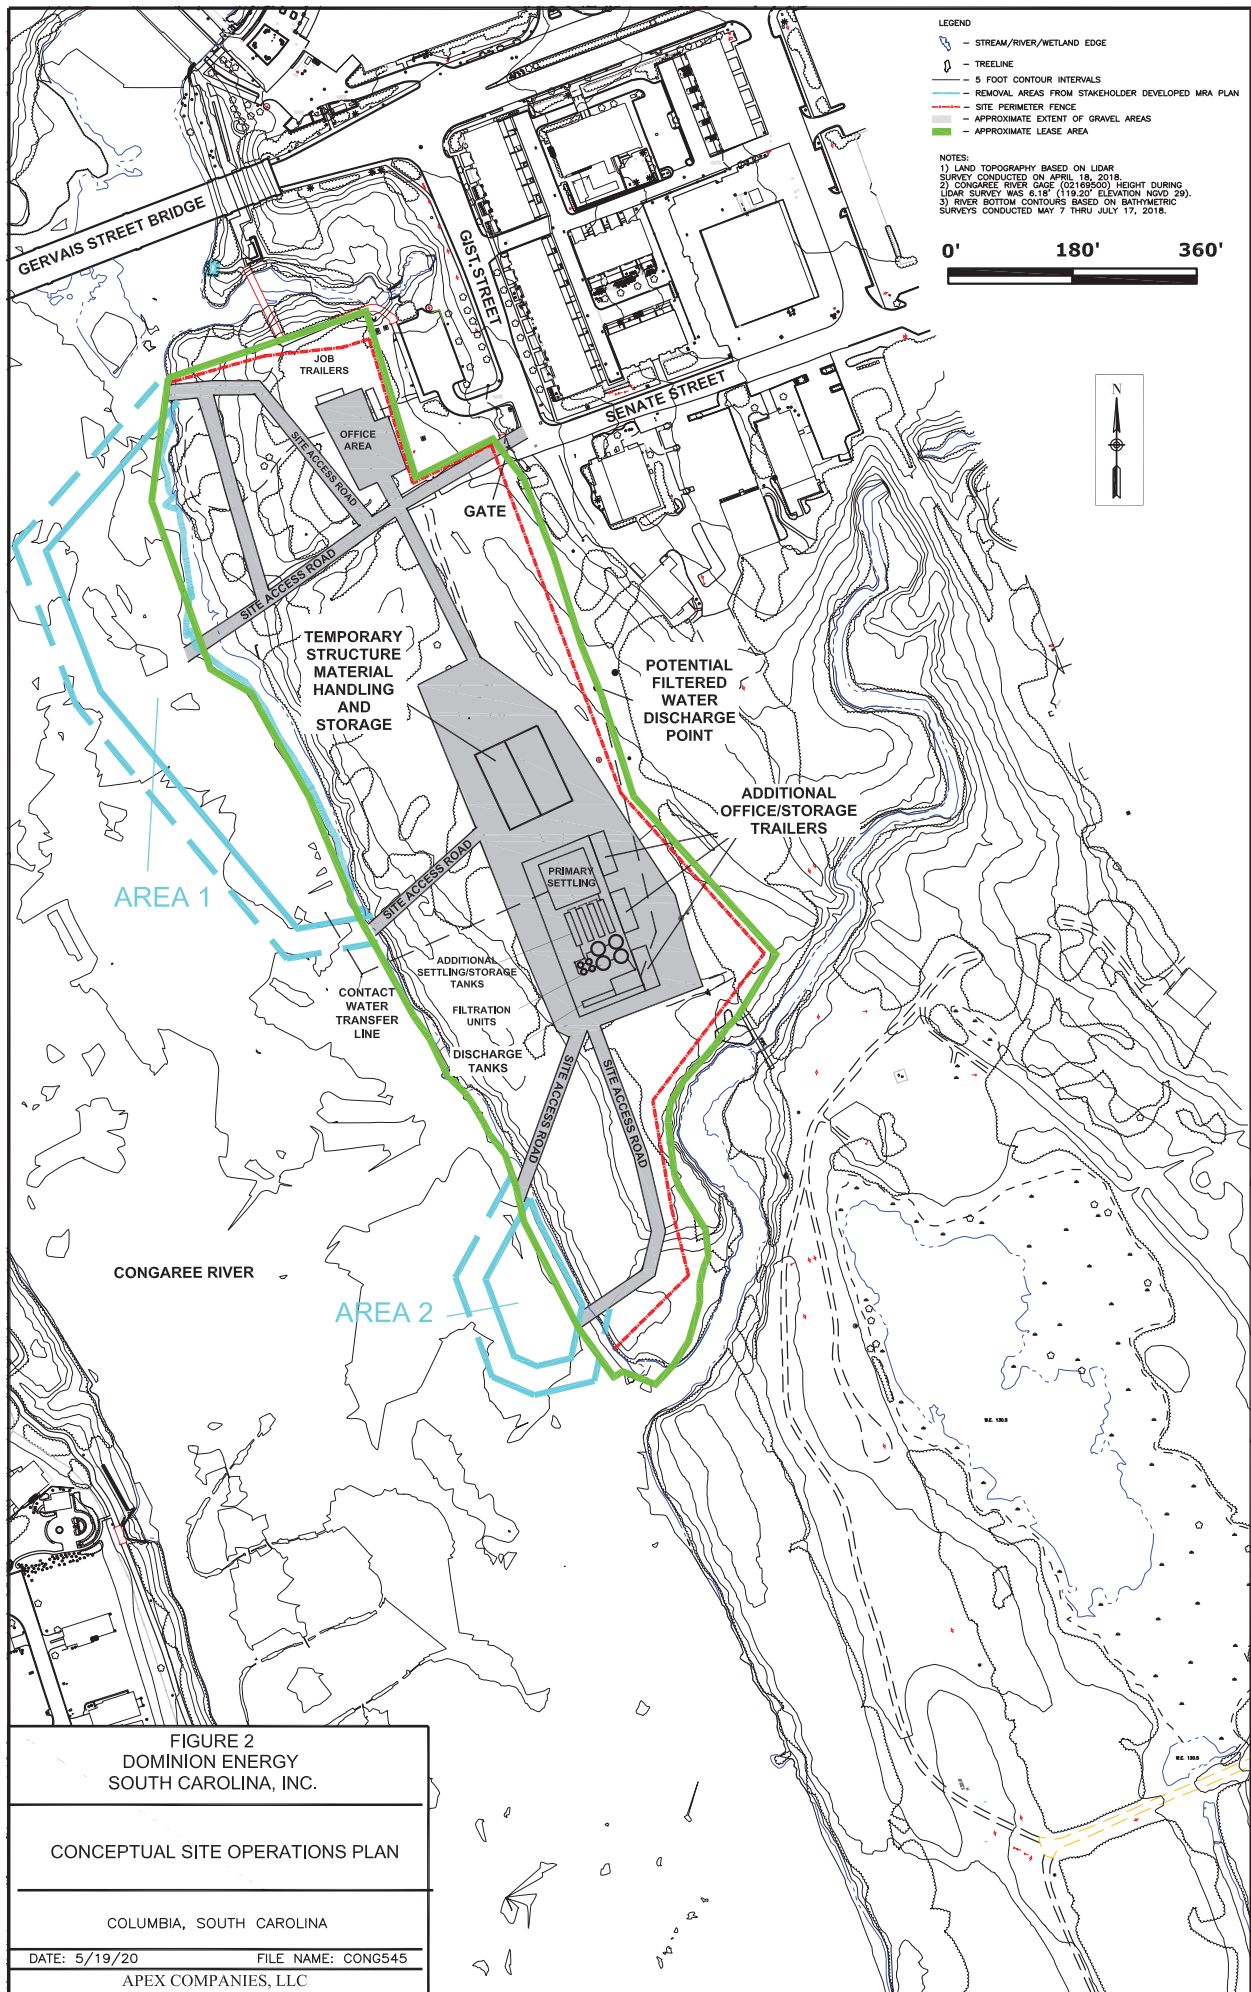 LEGEND
- STREAM/RIVER/WETLAND EDGE
- TREELINE
- 5 FOOT CONTOUR INTERVALS
- REMOVAL AREAS FROM STAKEHOLDER DEVELOPED MRA PLAN
- SITE PERIMETER FENCE
- APPROXIMATE EXTENT OF GRAVEL AREAS
- APPROXIMATE LEASE AREA
NOTES:
1) LAND TOPOGRAPHY BASED ON LIDAR
SURVEY CONDUCTED ON APRIL 18, 2018.
2) CONGAREE RIVER GAGE (02169500) HEIGHT DURING
LIDAR SURVEY WAS 6.18' (119.20' ELEVATION NGVD 29).
3) RIVER BOTTOM CONTOURS BASED ON BATHYMETRIC
SURVEYS CONDUCTED MAY 7 THRU JULY 17, 2018.
0' 180' 360'
N
GERVAIS STREET BRIDGE
GIST STREET
SENATE STREET
JOB
TRAILERS
OFFICE
AREA
SITE ACCESS ROAD
GATE
SITE ACCESS ROAD
TEMPORARY
STRUCTURE
MATERIAL
HANDLING
AND
STORAGE
POTENTIAL
FILTERED
WATER
DISCHARGE
POINT
ADDITIONAL
OFFICE/STORAGE
TRAILERS
AREA 1
SITE ACCESS ROAD
PRIMARY
SETTLING
ADDITIONAL
SETTLING/STORAGE
TANKS
CONTACT
WATER
TRANSFER
LINE
FILTRATION
UNITS
DISCHARGE
TANKS
SITE ACCESS ROAD
SITE ACCESS ROAD
CONGAREE RIVER
AREA 2
W.E. 130.5
W.E. 130.6
FIGURE 2
DOMINION ENERGY
SOUTH CAROLINA, INC.
CONCEPTUAL SITE OPERATIONS PLAN
COLUMBIA, SOUTH CAROLINA
DATE: 5/19/20 FILE NAME: CONG545
APEX COMPANIES, LLC